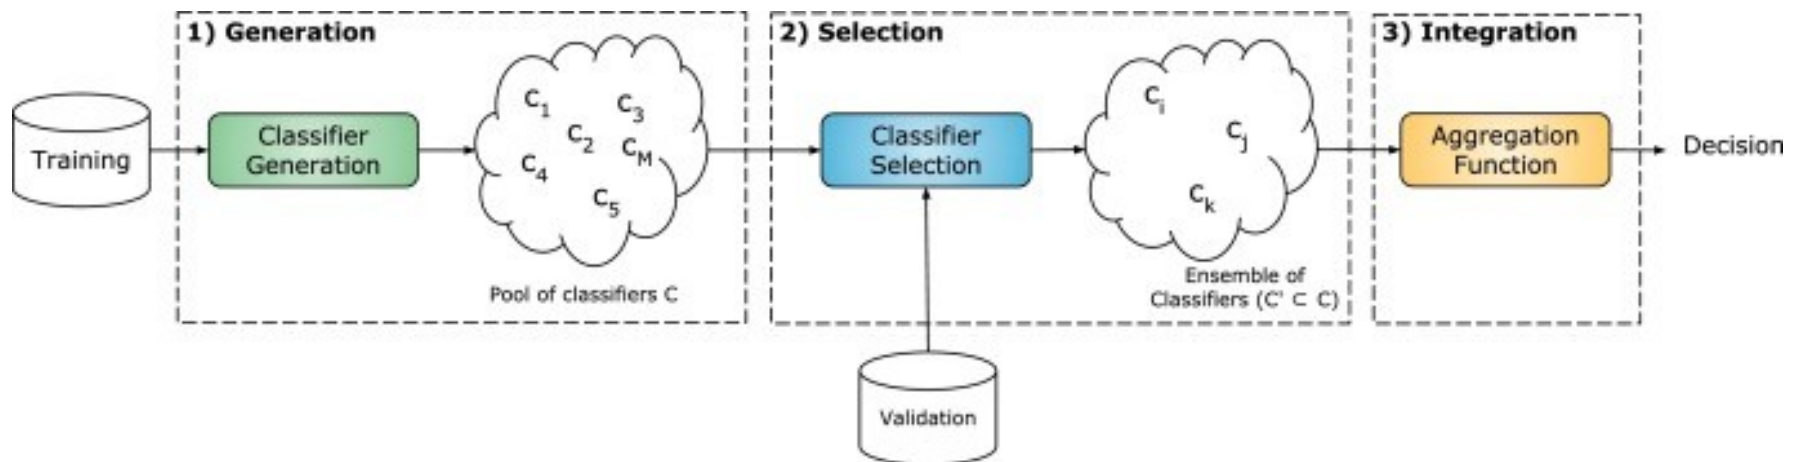 1) Generation
Training
Classifier
Generation
C1
C2
C3
C4
CM
C5
Pool of classifiers C
2) Selection
Classifier
Selection
Ci
Cj
Ck
Ensemble of
Classifiers (C' ⊂ C)
Validation
3) Integration
Aggregation
Function
Decision